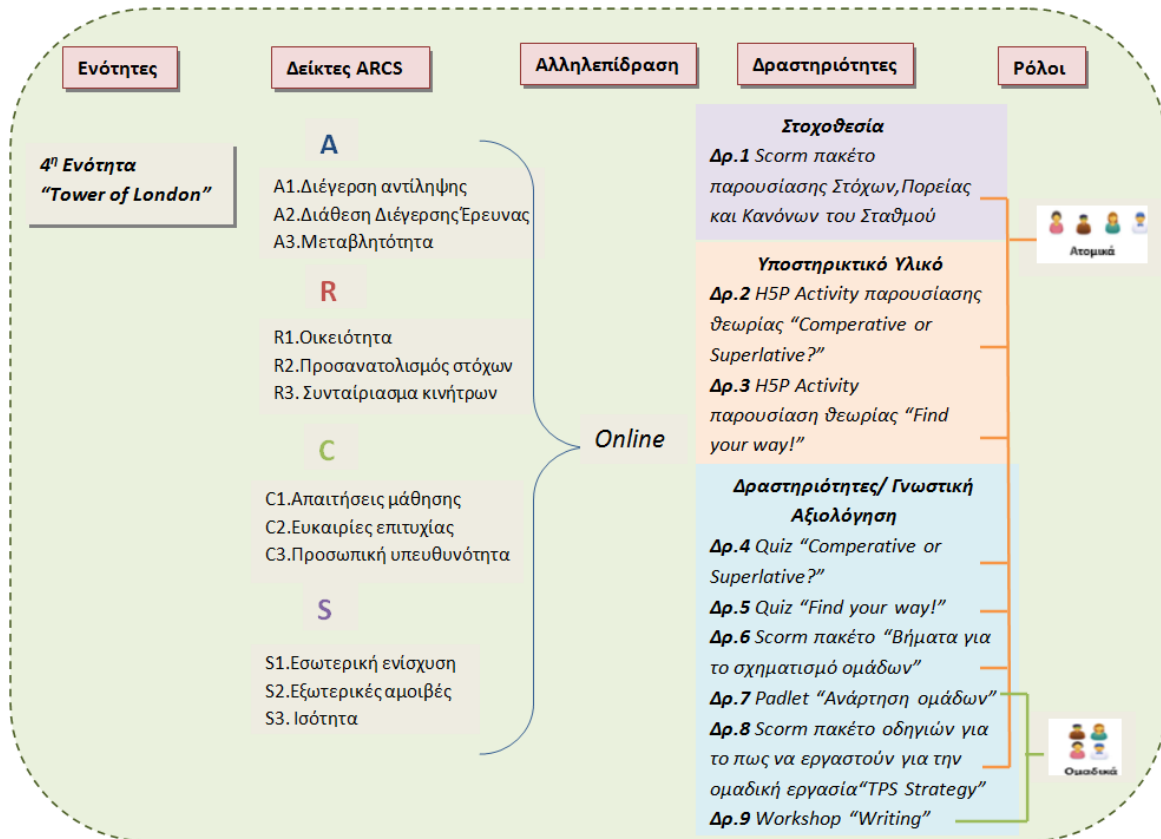 Ενότητες
Δείκτες ARCS
Αλληλεπίδραση
Δραστηριότητες
Ρόλοι
4η Ενότητα
“Tower of London”
A
A1.Διέγερση αντίληψης
A2.Διάθεση Διέγερσης Έρευνας
A3.Μεταβλητότητα
R
R1.Οικειότητα
R2.Προσανατολισμός στόχων
R3. Συνταίριασμα κινήτρων
C
C1.Απαιτήσεις μάθησης
C2.Ευκαιρίες επιτυχίας
C3.Προσωπική υπευθυνότητα
S
S1.Εσωτερική ενίσχυση
S2.Εξωτερικές αμοιβές
S3. Ισότητα
Online
Στοχοθεσία
Δρ.1 Scorm πακέτο
παρουσίασης Στόχων,Πορείας
και Κανόνων του Σταθμού
Υποστηρικτικό Υλικό
Δρ.2 H5P Activity παρουσίασης
θεωρίας “Comperative or
Superlative?”
Δρ.3 H5P Activity
παρουσίαση θεωρίας “Find
your way!”
Δραστηριότητες/ Γνωστική
Αξιολόγηση
Δρ.4 Quiz “Comperative or
Superlative?”
Δρ.5 Quiz “Find your way!”
Δρ.6 Scorm πακέτο “Βήματα για
το σχηματισμό ομάδων”
Δρ.7 Padlet “Ανάρτηση ομάδων”
Δρ.8 Scorm πακέτο οδηγιών για
το πως να εργαστούν για την
ομαδική εργασία“TPS Strategy”
Δρ.9 Workshop “Writing”
Ατομικά
Ομαδικά